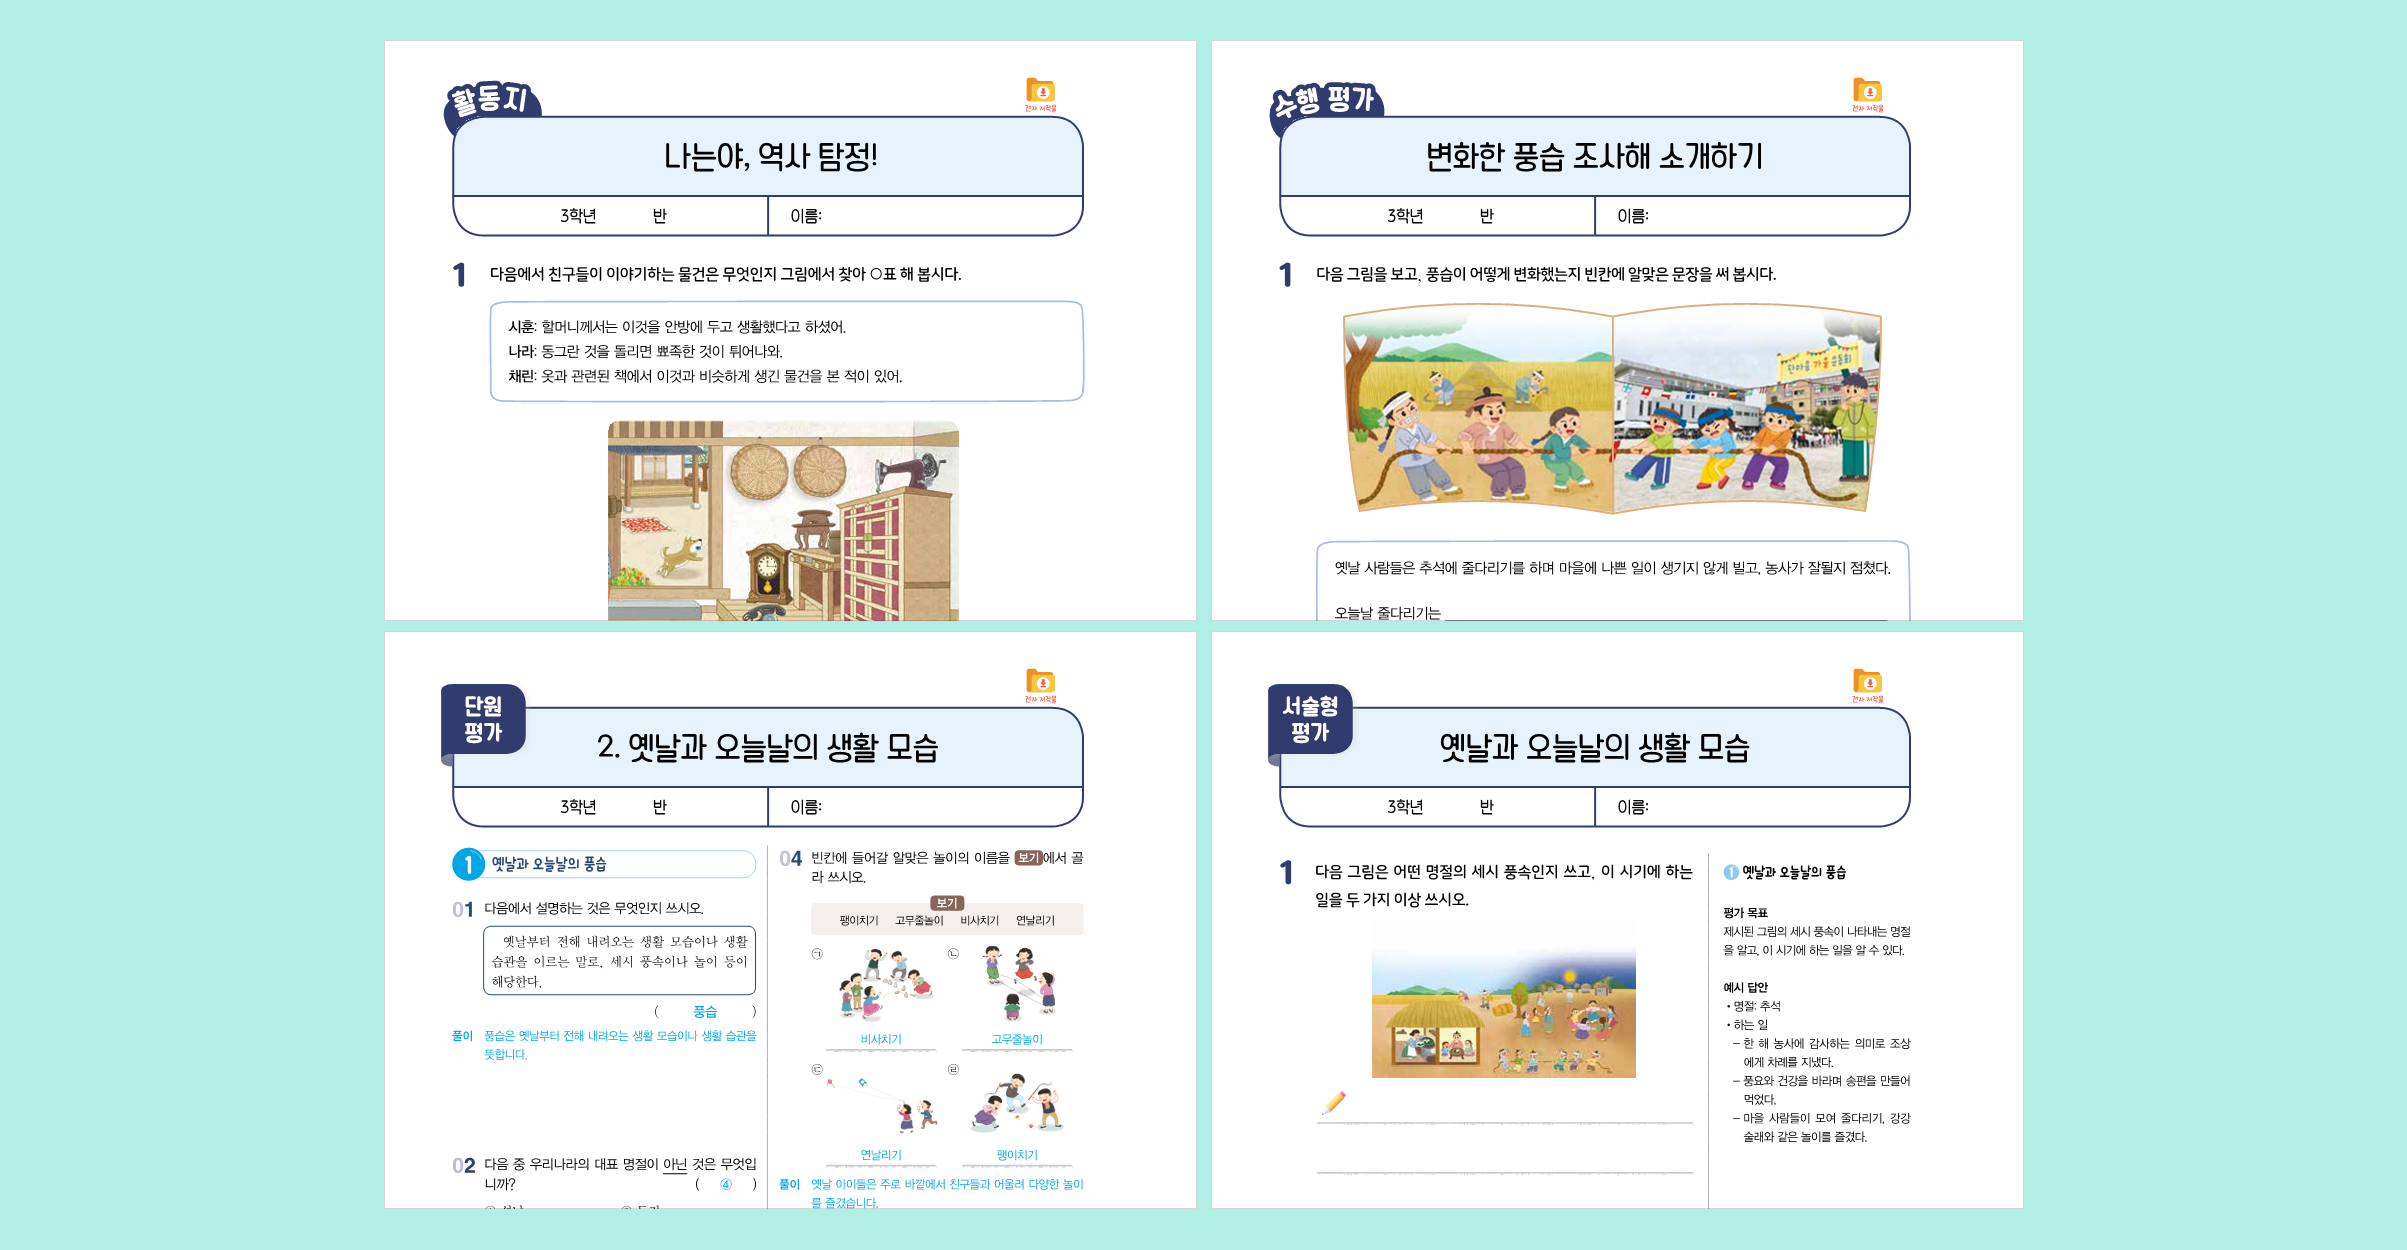 활동지
전자 저작물
나는야, 역사 탐정!
3학년 반 이름:
1 다음에서 친구들이 이야기하는 물건은 무엇인지 그림에서 찾아 ○표 해 봅시다.
시훈: 할머니께서는 이것을 안방에 두고 생활했다고 하셨어.
나라: 동그란 것을 돌리면 뾰족한 것이 튀어나와.
채린: 옷과 관련된 책에서 이것과 비슷하게 생긴 물건을 본 적이 있어.
수행 평가
전자 저작물
변화한 풍습 조사해 소개하기
3학년 반 이름:
1 다음 그림을 보고, 풍습이 어떻게 변화했는지 빈칸에 알맞은 문장을 써 봅시다.
한마음 가을 운동회
옛날 사람들은 추석에 줄다리기를 하며 마을에 나쁜 일이 생기지 않게 빌고, 농사가 잘될지 점쳤다.
오늘날 줄다리기는
단원
평가
전자 저작물
2. 옛날과 오늘날의 생활 모습
3학년 반 이름:
1 옛날과 오늘날의 풍습
01 다음에서 설명하는 것은 무엇인지 쓰시오.
옛날부터 전해 내려오는 생활 모습이나 생활
습관을 이르는 말로, 세시 풍속이나 놀이 등이
해당한다.
( 풍습 )
풀이 풍습은 옛날부터 전해 내려오는 생활 모습이나 생활 습관을
뜻합니다.
02 다음 중 우리나라의 대표 명절이 아닌 것은 무엇입
니까? ( ④ )
04 빈칸에 들어갈 알맞은 놀이의 이름을 보기에서 골
라 쓰시오.
보기
팽이치기 고무줄놀이 비사치기 연날리기
㉠ ㉡
비사치기 고무줄놀이
㉢ ㉣
연날리기 팽이치기
풀이 옛날 아이들은 주로 바깥에서 친구들과 어울려 다양한 놀이
를 즐겼습니다.
서술형
평가
전자 저작물
옛날과 오늘날의 생활 모습
3학년 반 이름:
1 다음 그림은 어떤 명절의 세시 풍속인지 쓰고, 이 시기에 하는
일을 두 가지 이상 쓰시오.
1 옛날과 오늘날의 풍습
평가 목표
제시된 그림의 세시 풍속이 나타내는 명절
을 알고, 이 시기에 하는 일을 알 수 있다.
예시 답안
• 명절: 추석
• 하는 일
– 한 해 농사에 감사하는 의미로 조상
에게 차례를 지냈다.
– 풍요와 건강을 바라며 송편을 만들어
먹었다.
– 마을 사람들이 모여 줄다리기, 강강
술래와 같은 놀이를 즐겼다.